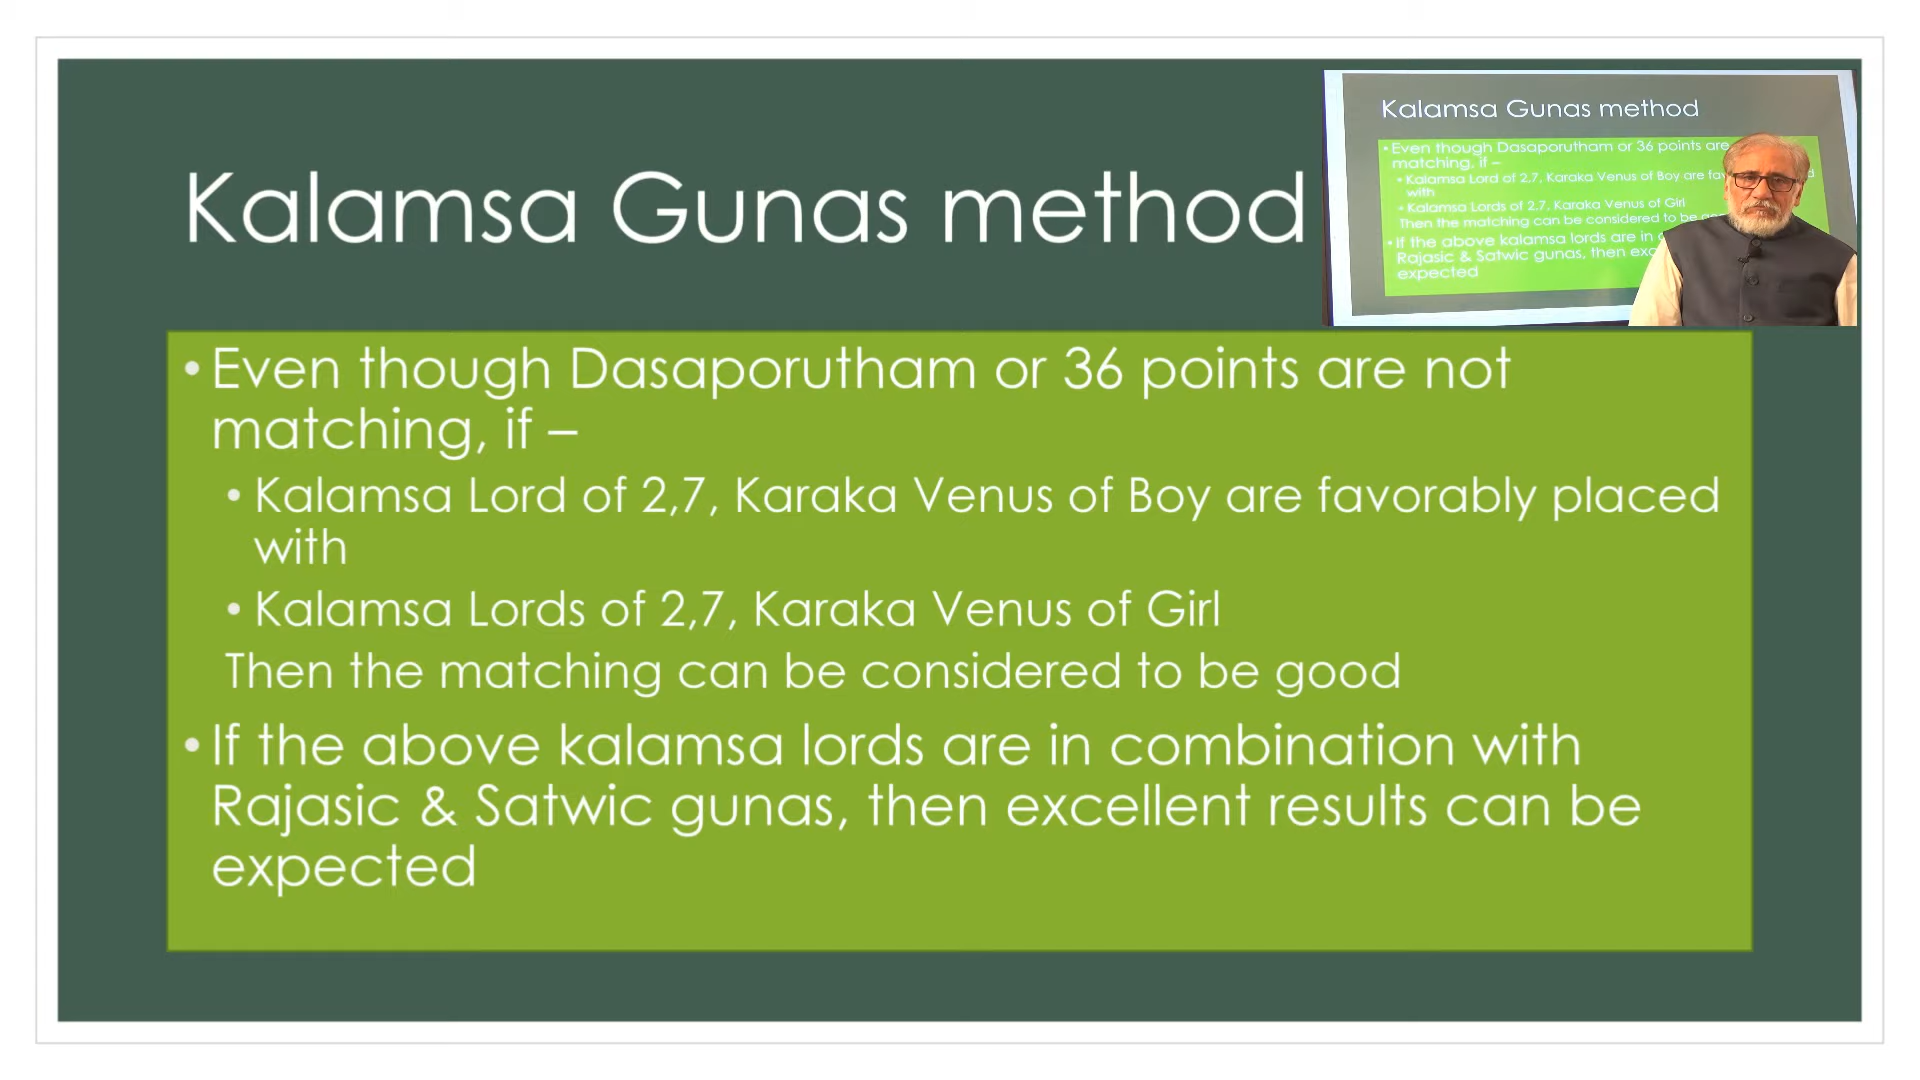 Kalamsa Gunas method
• Even though Dasaporutham or 36 points are not
matching, if –
• Kalamsa Lord of 2,7, Karaka Venus of Boy are favorably placed
with
• Kalamsa Lords of 2,7, Karaka Venus of Girl
Then the matching can be considered to be good
• If the above kalamsa lords are in combination with
Rajasic & Satwic gunas, then excellent results can be
expected
Kalamsa Gunas method
• Even though Dasaporutham or 36 points are
matching, if –
• Kalamsa Lord of 2,7, Karaka Venus of Boy are
with
• Kalamsa Lords of 2,7, Karaka Venus of Girl
Then the matching can be considered to be
• If the above kalamsa lords are in
Rajasic & Satwic gunas, then
expected